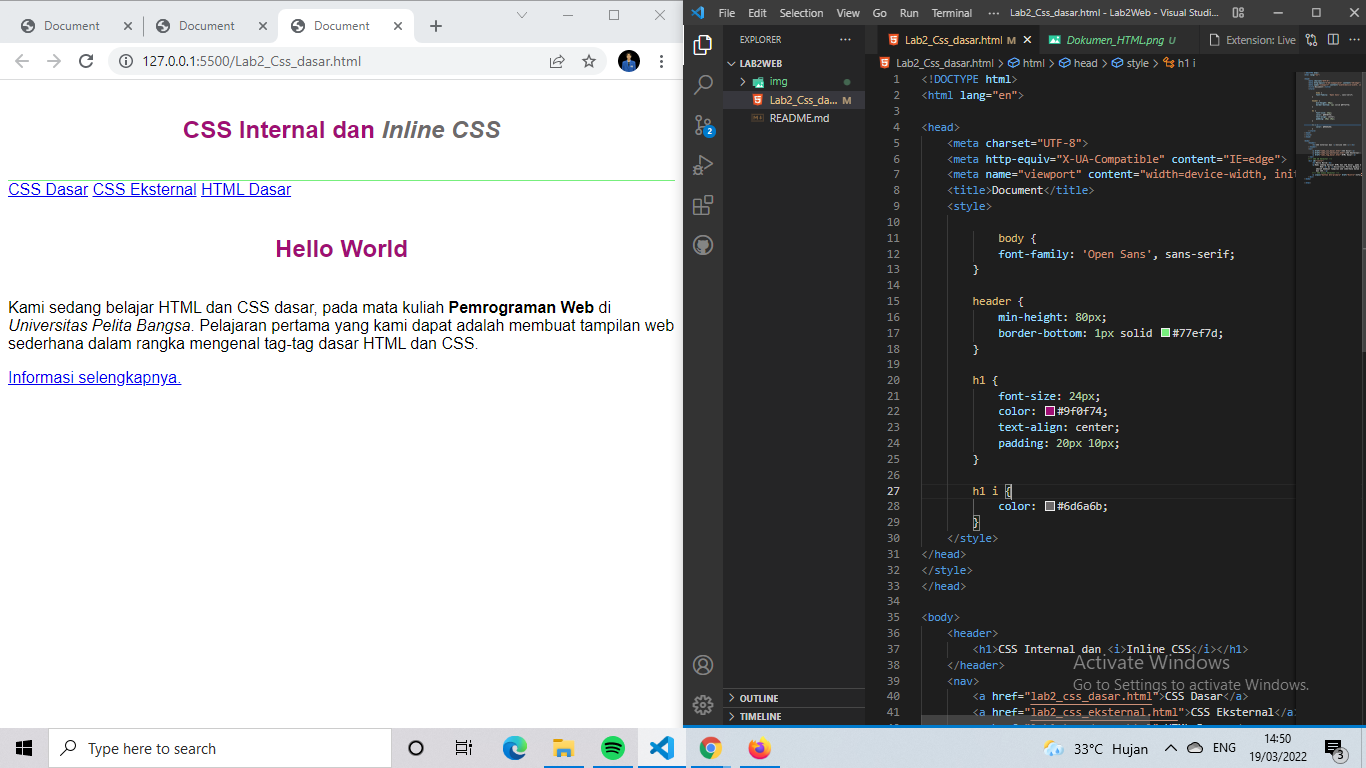 Document
Document
Document
127.0.0.1:5500/Lab2_Css_dasar.html
CSS Internal dan Inline CSS
CSS Dasar CSS Eksternal HTML Dasar
Hello World
Kami sedang belajar HTML dan CSS dasar, pada mata kuliah Pemrograman Web di
Universitas Pelita Bangsa. Pelajaran pertama yang kami dapat adalah membuat tampilan web
sederhana dalam rangka mengenal tag-tag dasar HTML dan CSS.
Informasi selengkapnya.
File Edit Selection View Go Run Terminal ··· Lab2_Css_dasar.html - Lab2Web - Visual Studi...
EXPLORER ···
LAB2WEB
img
Lab2_Css_da... M
README.md
OUTLINE
TIMELINE
2
Lab2_Css_dasar.html M Dokumen_HTML.png U Extension: Live
Lab2_Css_dasar.html > html > head > style > h1 i
1 <!DOCTYPE html>
2 <html lang="en">
3
4 <head>
5 <meta charset="UTF-8">
6 <meta http-equiv="X-UA-Compatible" content="IE=edge">
7 <meta name="viewport" content="width=device-width, init
8 <title>Document</title>
9 <style>
10
11 body {
12 font-family: 'Open Sans', sans-serif;
13 }
14
15 header {
16 min-height: 80px;
17 border-bottom: 1px solid #77ef7d;
18 }
19
20 h1 {
21 font-size: 24px;
22 color: #9f0f74;
23 text-align: center;
24 padding: 20px 10px;
25 }
26
27 h1 i {
28 color: #6d6a6b;
29 }
30 </style>
31 </head>
32 </style>
33 </head>
34
35 <body>
36 <header>
37 <h1>CSS Internal dan <i>Inline CSS</i></h1>
38 </header>
39 <nav>
40 <a href="lab2_css_dasar.html">CSS Dasar</a>
41 <a href="lab2_css_eksternal.html">CSS Eksternal</a
Activate Windows
Go to Settings to activate Windows.
Type here to search
33°C Hujan
ENG
14:50
19/03/2022
3